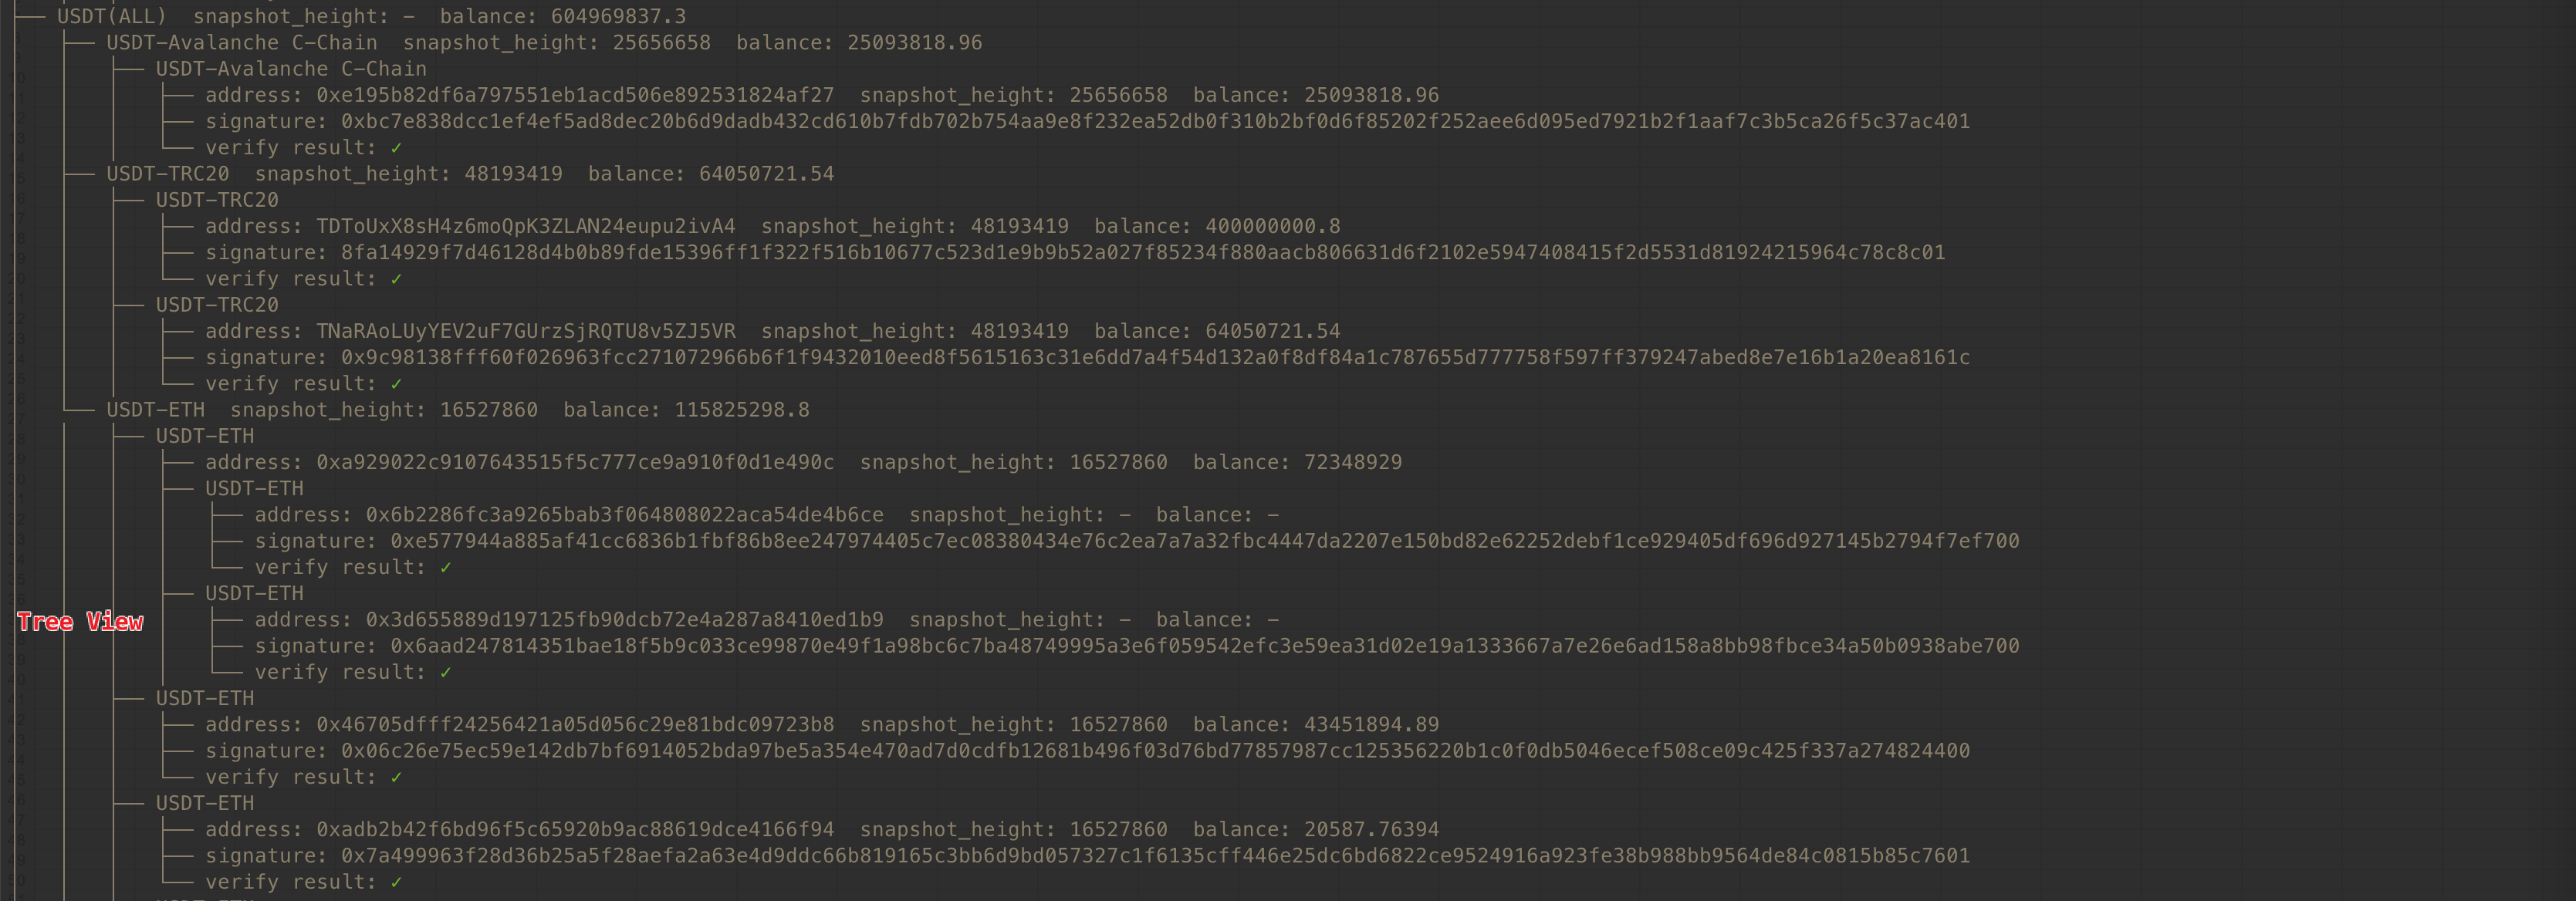 USDT(ALL)  snapshot_height: -  balance: 604969837.3
USDT-Avalanche C-Chain  snapshot_height: 25656658  balance: 25093818.96
USDT-Avalanche C-Chain
address: 0xe195b82df6a797551eb1acd506e892531824af27  snapshot_height: 25656658  balance: 25093818.96
signature: 0xbc7e838dcc1ef4ef5ad8dec20b6d9dadb432cd610b7fdb702b754aa9e8f232ea52db0f310b2bf0d6f85202f252aee6d095ed7921b2f1aaf7c3b5ca26f5c37ac401
verify result: ✓
USDT-TRC20  snapshot_height: 48193419  balance: 64050721.54
USDT-TRC20
address: TDToUxX8sH4z6moQpK3ZLAN24eupu2ivA4  snapshot_height: 48193419  balance: 400000000.8
signature: 8fa14929f7d46128d4b0b89fde15396ff1f322f516b10677c523d1e9b9b52a027f85234f880aacb806631d6f2102e5947408415f2d5531d81924215964c78c8c01
verify result: ✓
USDT-TRC20
address: TNaRAoLUyYEV2uF7GUrzSjRQTU8v5ZJ5VR  snapshot_height: 48193419  balance: 64050721.54
signature: 0x9c98138fff60f026963fcc271072966b6f1f9432010eed8f5615163c31e6dd7a4f54d132a0f8df84a1c787655d777758f597ff379247abed8e7e16b1a20ea8161c
verify result: ✓
USDT-ETH  snapshot_height: 16527860  balance: 115825298.8
USDT-ETH
address: 0xa929022c9107643515f5c777ce9a910f0d1e490c  snapshot_height: 16527860  balance: 72348929
USDT-ETH
address: 0x6b2286fc3a9265bab3f064808022aca54de4b6ce  snapshot_height: -  balance: -
signature: 0xe577944a885af41cc6836b1fbf86b8ee247974405c7ec08380434e76c2ea7a7a32fbc4447da2207e150bd82e62252debf1ce929405df696d927145b2794f7ef700
verify result: ✓
USDT-ETH
address: 0x3d655889d197125fb90dcb72e4a287a8410ed1b9  snapshot_height: -  balance: -
Tree View
signature: 0x6aad247814351bae18f5b9c033ce99870e49f1a98bc6c7ba48749995a3e6f059542efc3e59ea31d02e19a1333667a7e26e6ad158a8bb98fbce34a50b0938abe700
verify result: ✓
USDT-ETH
address: 0x46705dfff24256421a05d056c29e81bdc09723b8  snapshot_height: 16527860  balance: 43451894.89
signature: 0x06c26e75ec59e142db7bf6914052bda97be5a354e470ad7d0cdfb12681b496f03d76bd77857987cc125356220b1c0f0db5046ecef508ce09c425f337a274824400
verify result: ✓
USDT-ETH
address: 0xadb2b42f6bd96f5c65920b9ac88619dce4166f94  snapshot_height: 16527860  balance: 20587.76394
signature: 0x7a499963f28d36b25a5f28aefa2a63e4d9ddc66b819165c3bb6d9bd057327c1f6135cff446e25dc6bd6822ce9524916a923fe38b988bb9564de84c0815b85c7601
verify result: ✓